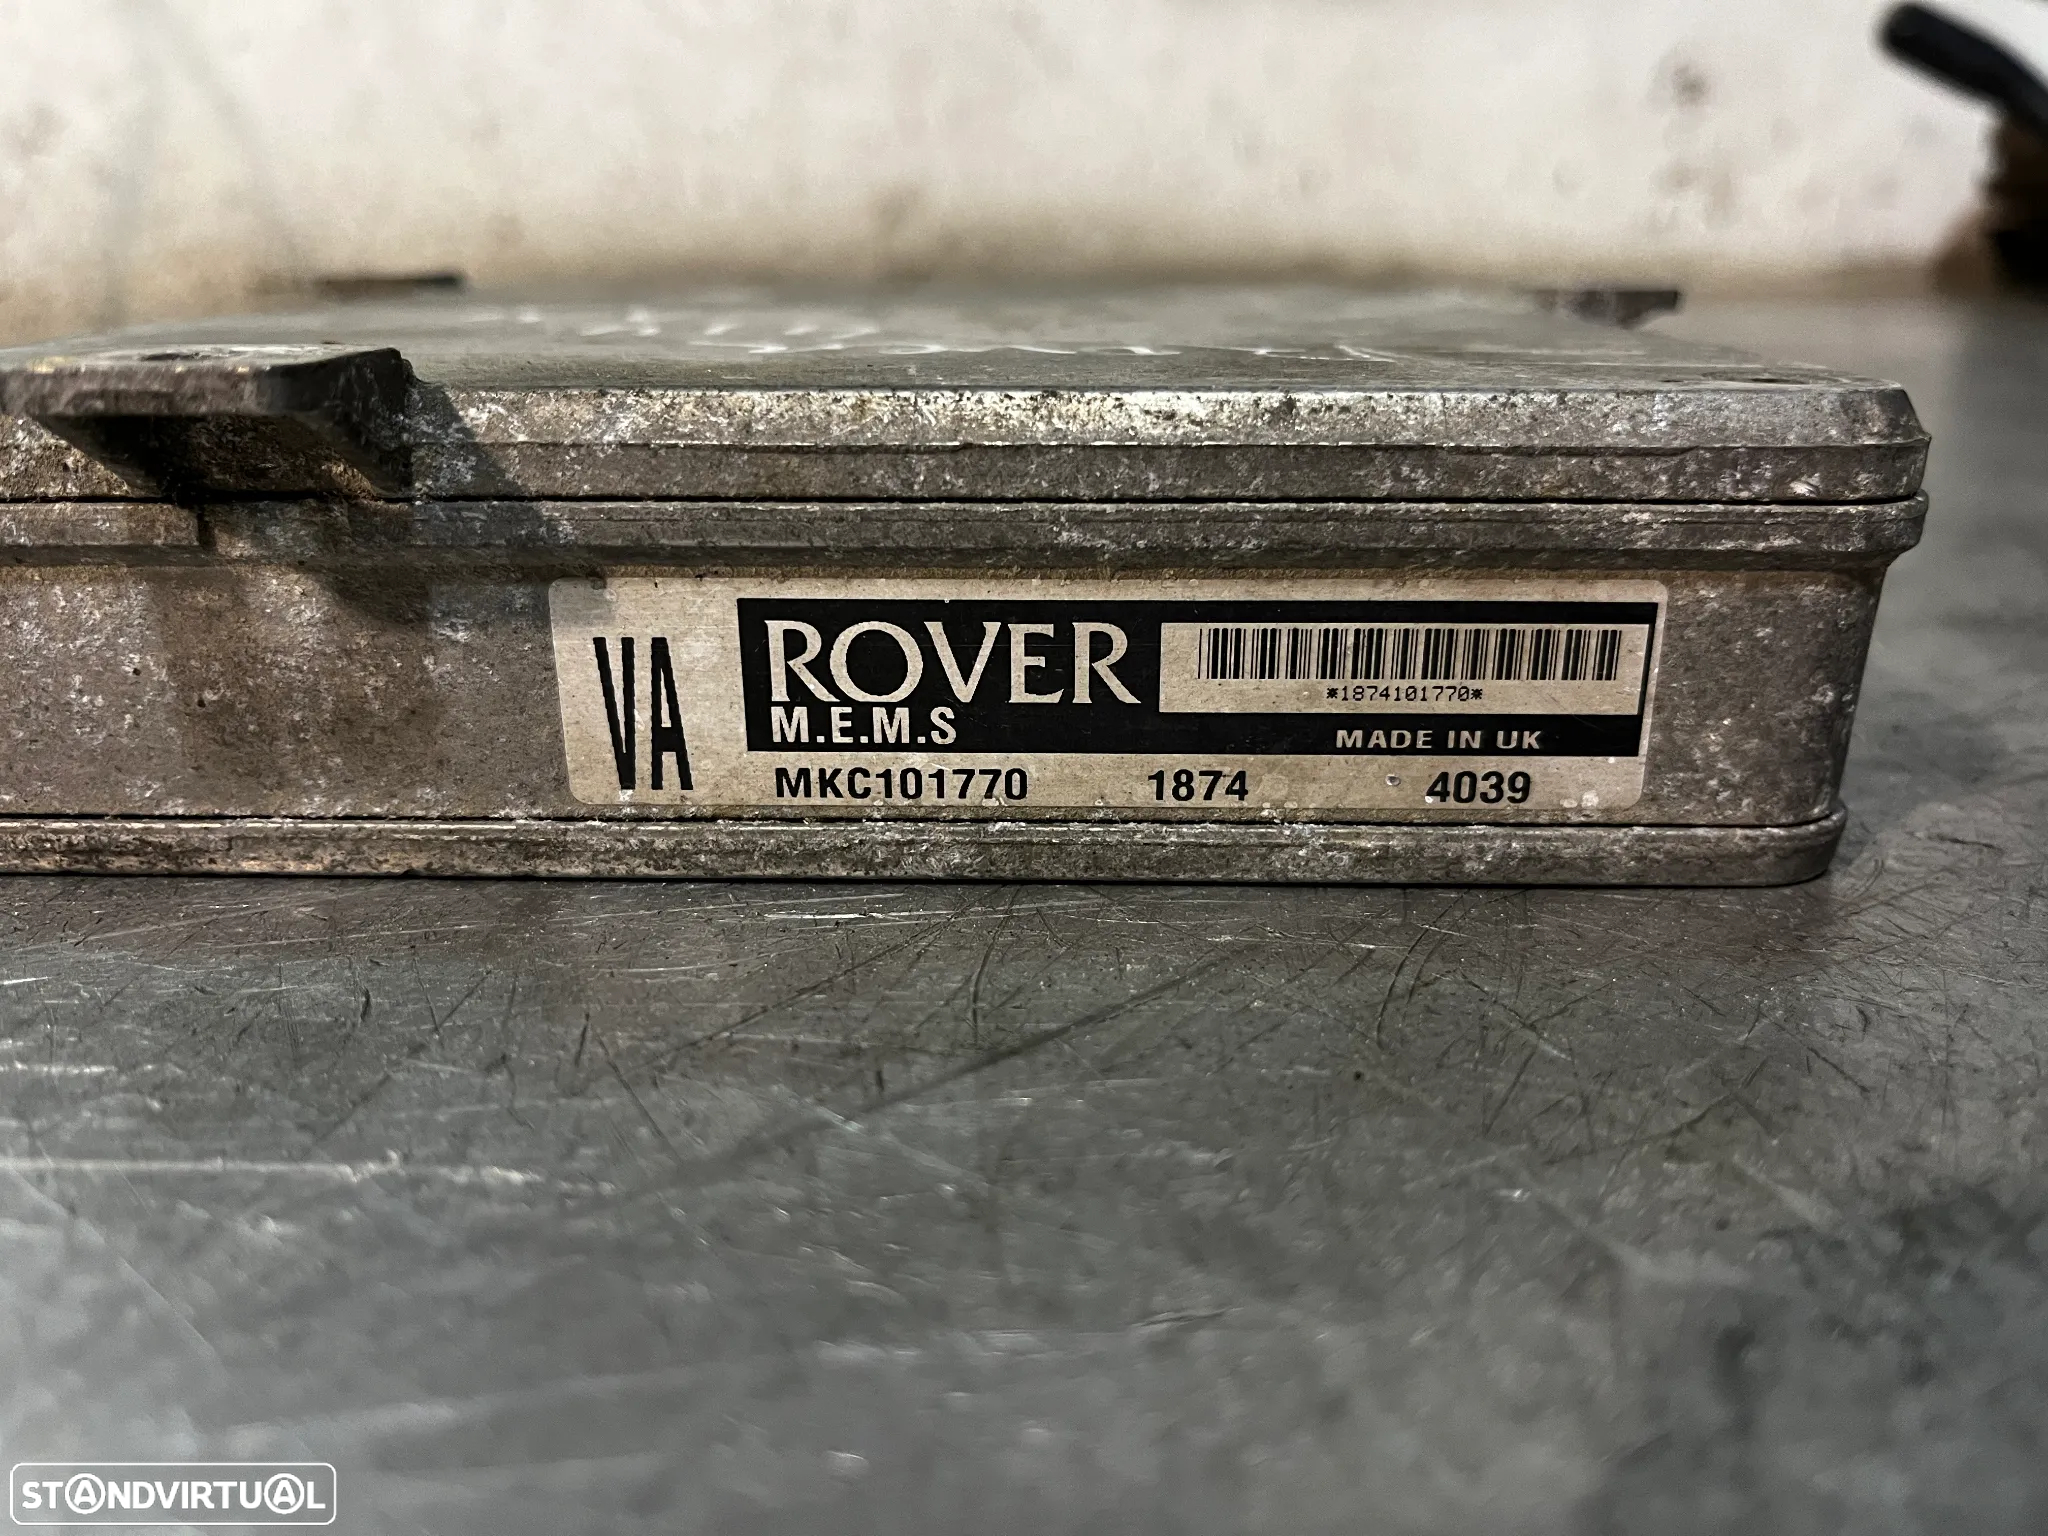 VA
ROVER
*1874101770*
M.E.M.S
MADE IN UK
MKC101770 1874 4039
STANDVIRTUAL